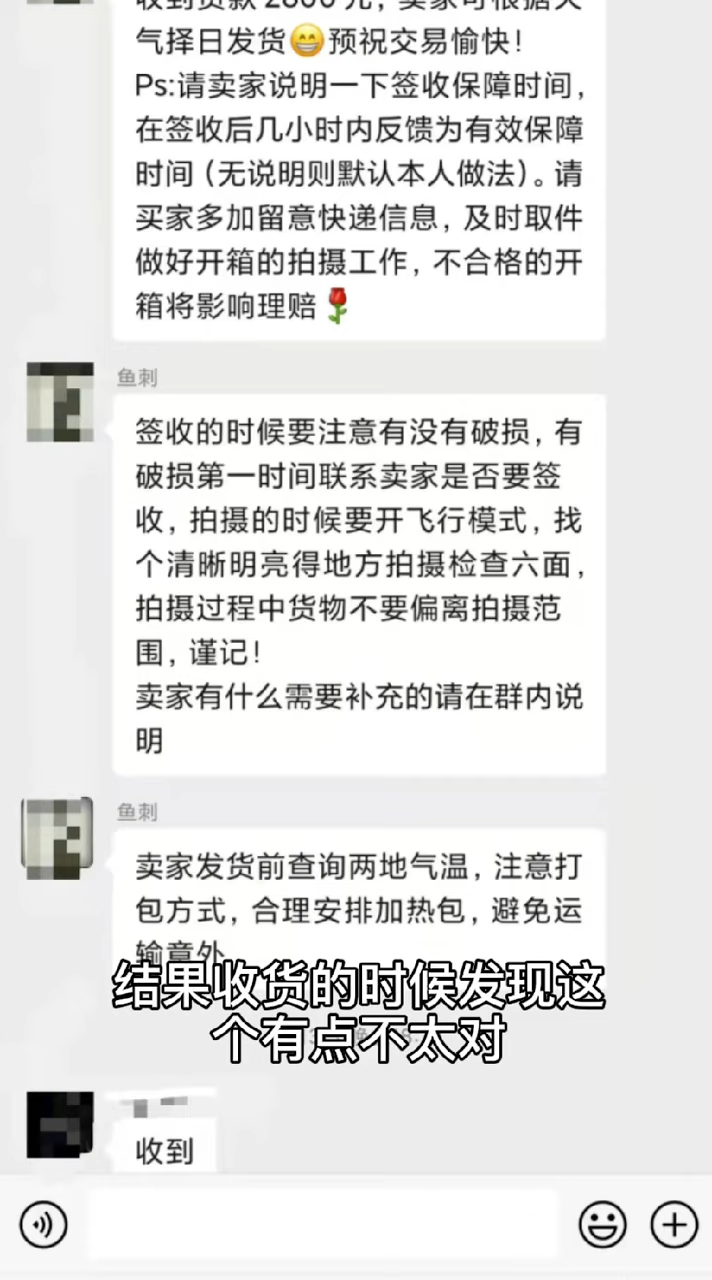 收到货款2800元，卖家可根据天
气择日发货😁预祝交易愉快！
Ps:请卖家说明一下签收保障时间，
在签收后几小时内反馈为有效保障
时间（无说明则默认本人做法）。请
买家多加留意快递信息，及时取件
做好开箱的拍摄工作，不合格的开
箱将影响理赔🌹
鱼刺
签收的时候要注意有没有破损，有
破损第一时间联系卖家是否要签
收，拍摄的时候要开飞行模式，找
个清晰明亮得地方拍摄检查六面，
拍摄过程中货物不要偏离拍摄范
围，谨记！
卖家有什么需要补充的请在群内说
明
鱼刺
卖家发货前查询两地气温，注意打
包方式，合理安排加热包，避免运
输意外
结果收货的时候发现这
个有点不太对
收到